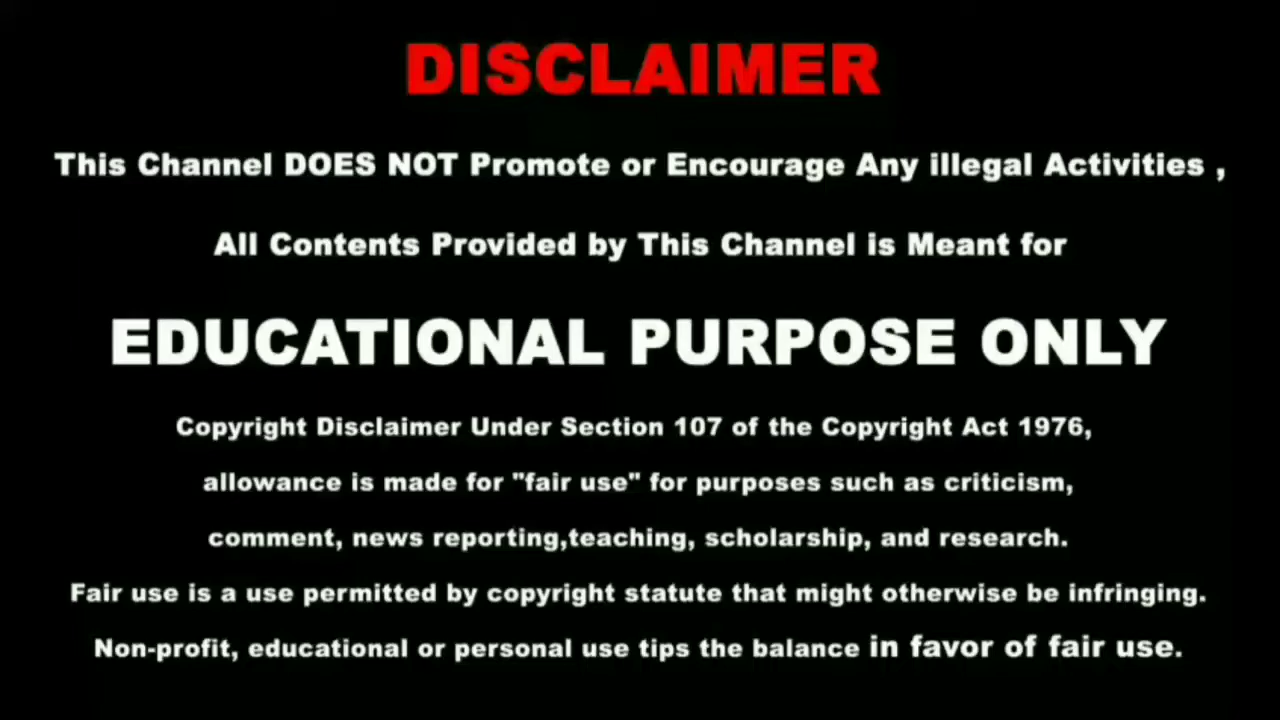 DISCLAIMER
This Channel DOES NOT Promote or Encourage Any illegal Activities ,
All Contents Provided by This Channel is Meant for
EDUCATIONAL PURPOSE ONLY
Copyright Disclaimer Under Section 107 of the Copyright Act 1976,
allowance is made for "fair use" for purposes such as criticism,
comment, news reporting,teaching, scholarship, and research.
Fair use is a use permitted by copyright statute that might otherwise be infringing.
Non-profit, educational or personal use tips the balance in favor of fair use.